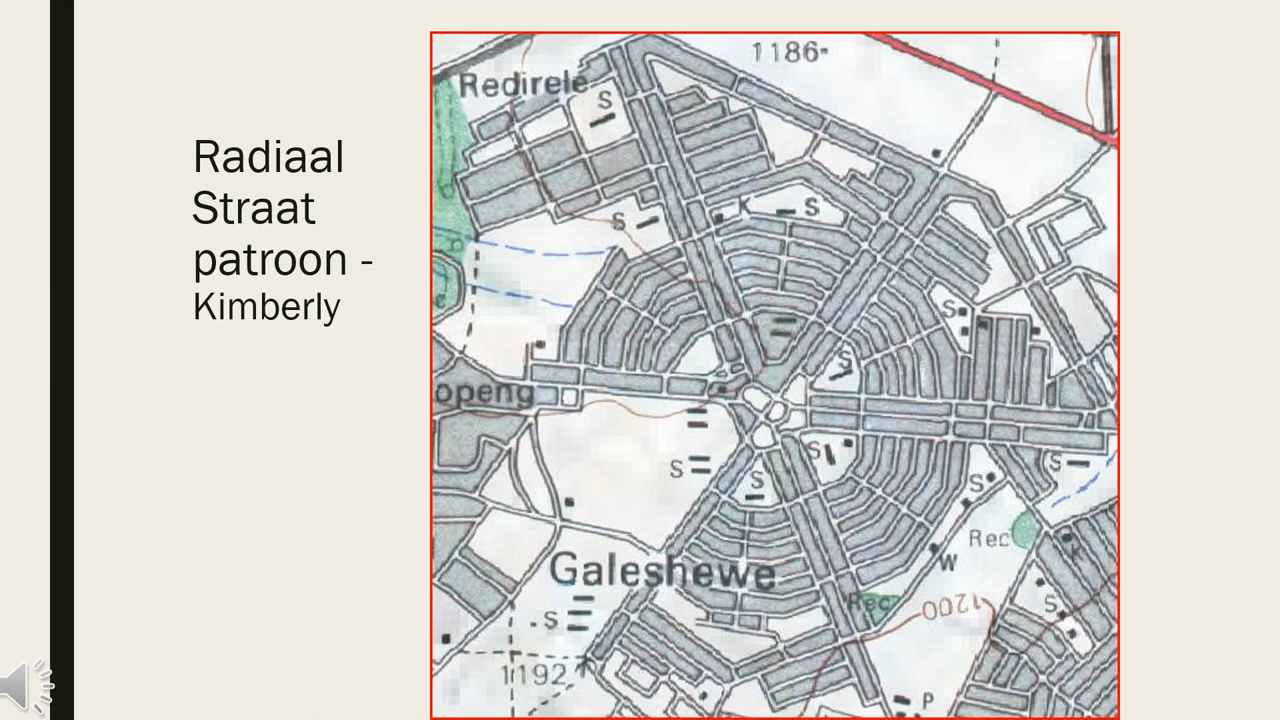 Radiaal
Straat
patroon -
Kimberly
1186
Redirele
S
S
K
S
S
S
openg
S
S
S
S
S
Rec
K
W
Galeshewe
Rec
1200
S
S
1192
P